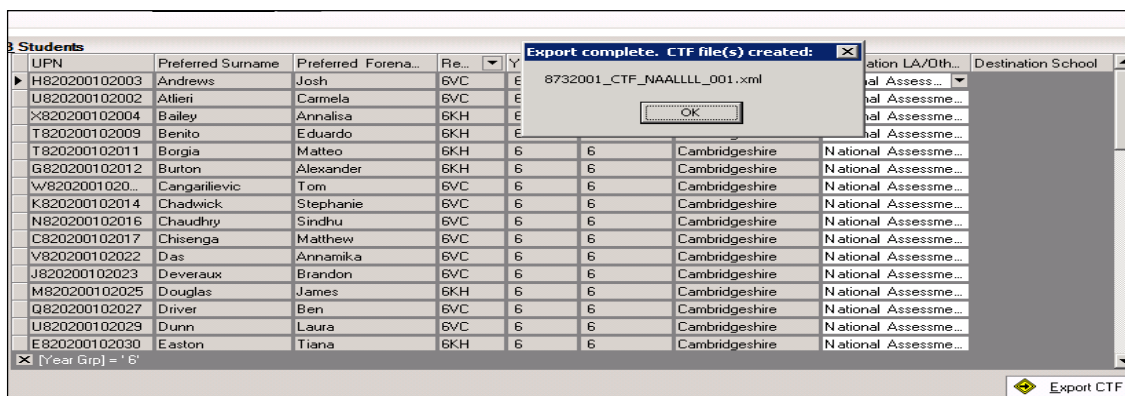 3 Students
UPN Preferred Surname Preferred Forena... Re... Y ation LA/Oth... Destination School
Export complete. CTF file(s) created:
8732001_CTF_NAALLLL_001.xml
OK
H820200102003 Andrews Josh 6VC 6 nal Assess...
U820200102002 Atlieri Carmela 6VC 6 nal Assessme...
X820200102004 Bailey Annalisa 6KH 6 nal Assessme...
T820200102009 Benito Eduardo 6KH 6 nal Assessme...
T820200102011 Borgia Matteo 6KH 6 6 Cambridgeshire National Assessme...
G820200102012 Burton Alexander 6KH 6 6 Cambridgeshire National Assessme...
W8202001020... Cangarilievic Tom 6VC 6 6 Cambridgeshire National Assessme...
K820200102014 Chadwick Stephanie 6VC 6 6 Cambridgeshire National Assessme...
N820200102016 Chaudhry Sindhu 6VC 6 6 Cambridgeshire National Assessme...
C820200102017 Chisenga Matthew 6VC 6 6 Cambridgeshire National Assessme...
V820200102022 Das Annamika 6VC 6 6 Cambridgeshire National Assessme...
J820200102023 Deveraux Brandon 6VC 6 6 Cambridgeshire National Assessme...
M820200102025 Douglas James 6KH 6 6 Cambridgeshire National Assessme...
Q820200102027 Driver Ben 6VC 6 6 Cambridgeshire National Assessme...
U820200102029 Dunn Laura 6VC 6 6 Cambridgeshire National Assessme...
E820200102030 Easton Tiana 6KH 6 6 Cambridgeshire National Assessme...
[Year Grp] = ' 6'
Export CTF